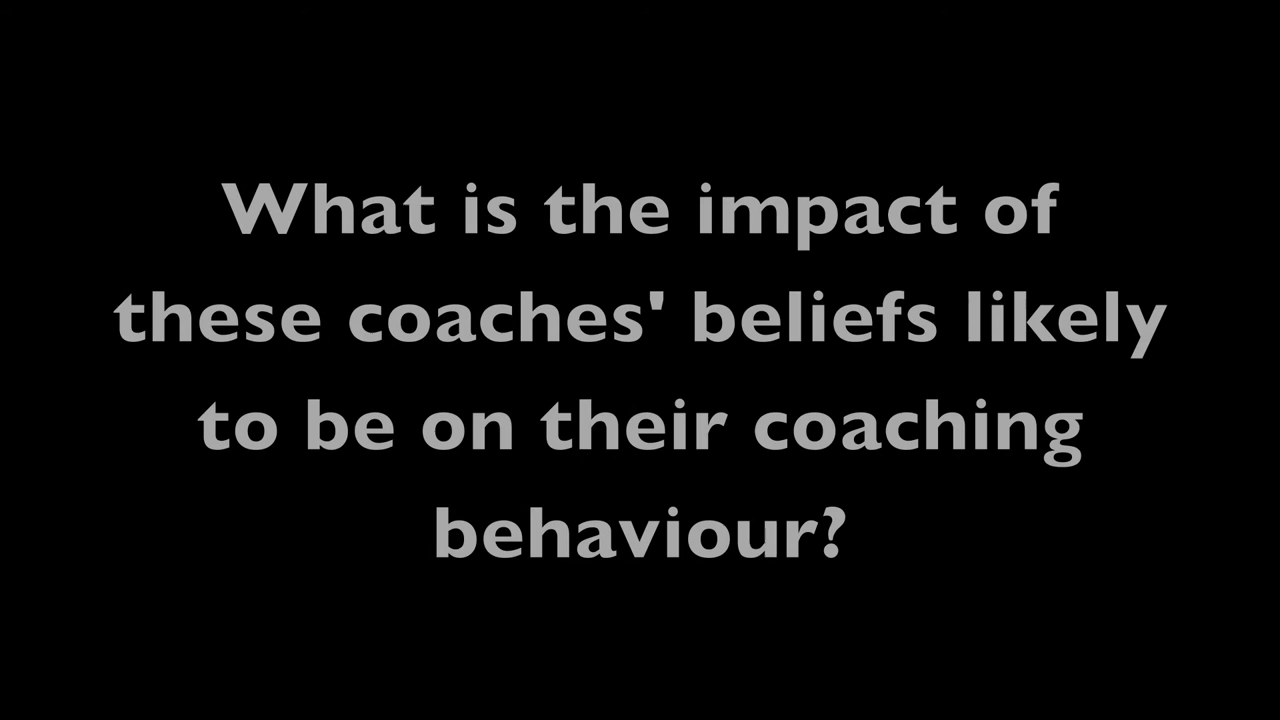 What is the impact of
these coaches' beliefs likely
to be on their coaching
behaviour?